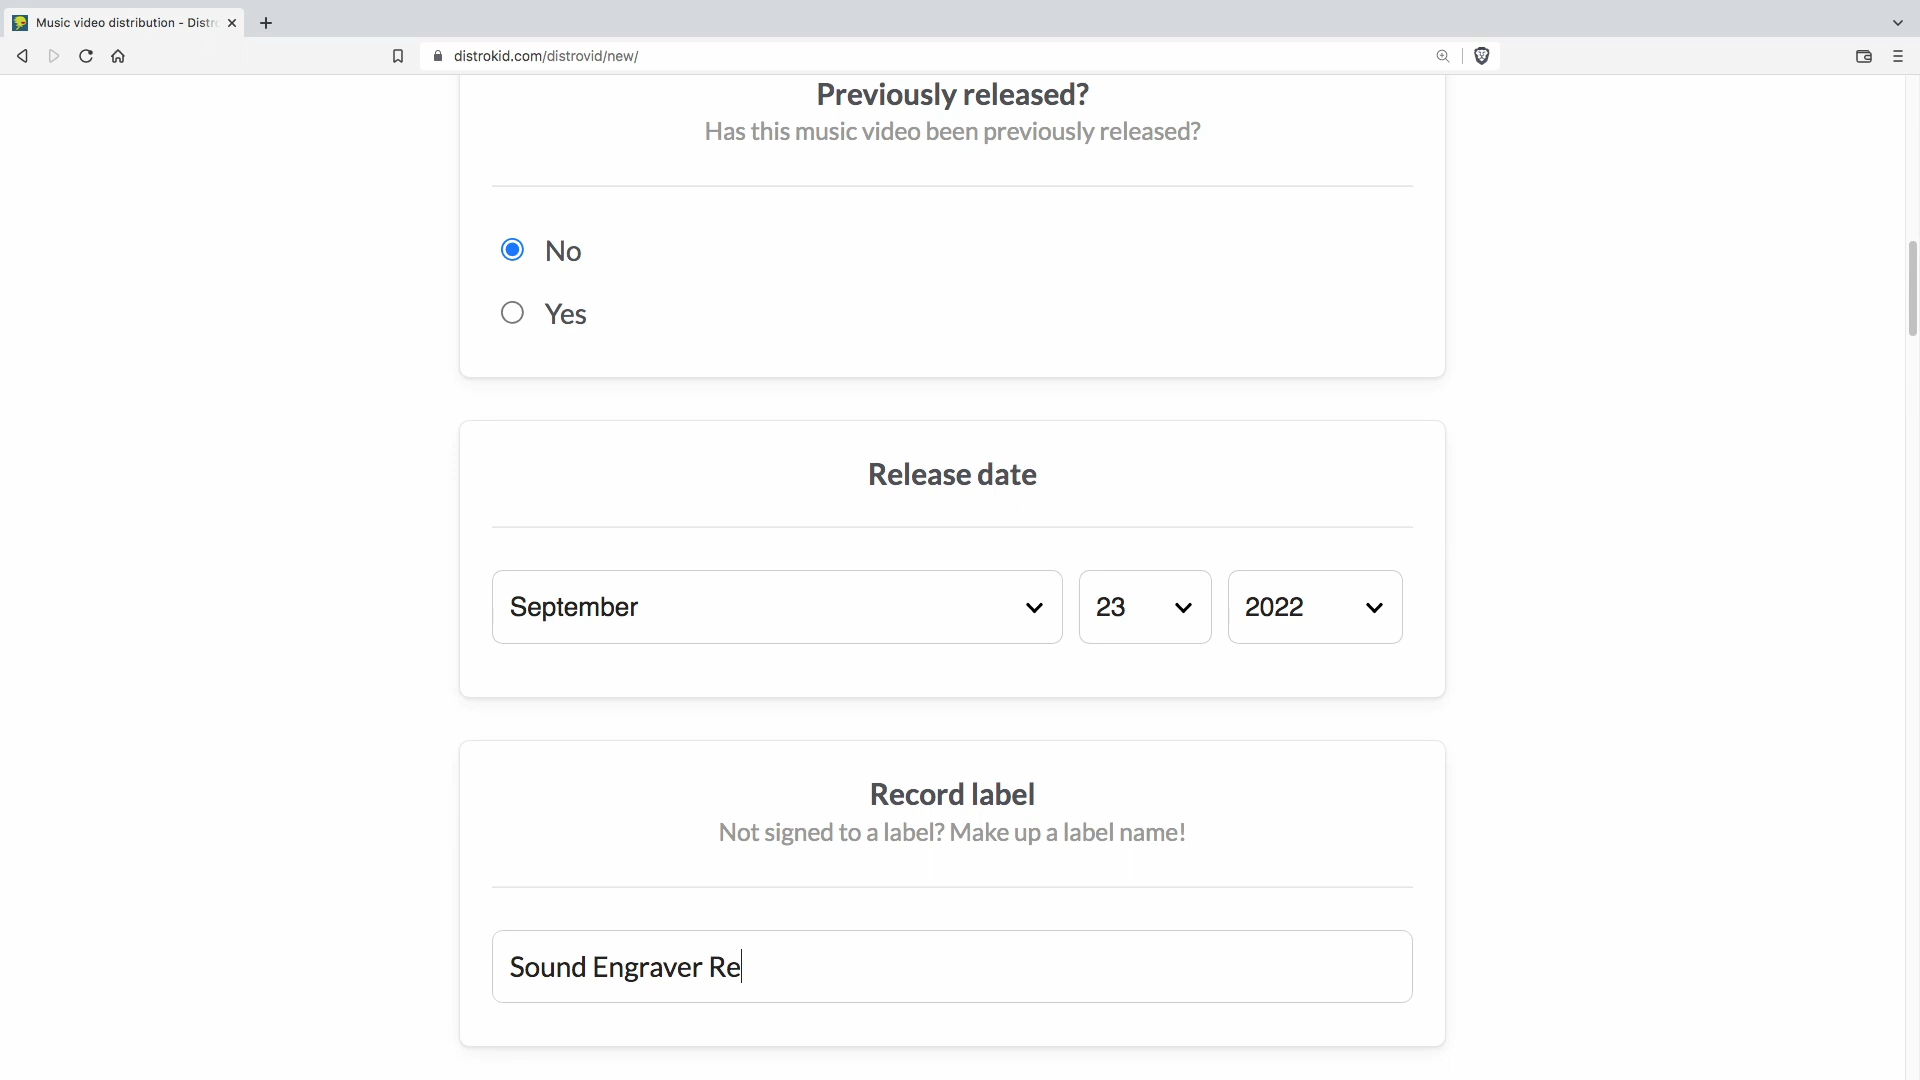 Music video distribution - Distr
distrokid.com/distrovid/new/
Previously released?
Has this music video been previously released?
No
Yes
Release date
September
23
2022
Record label
Not signed to a label? Make up a label name!
Sound Engraver Re